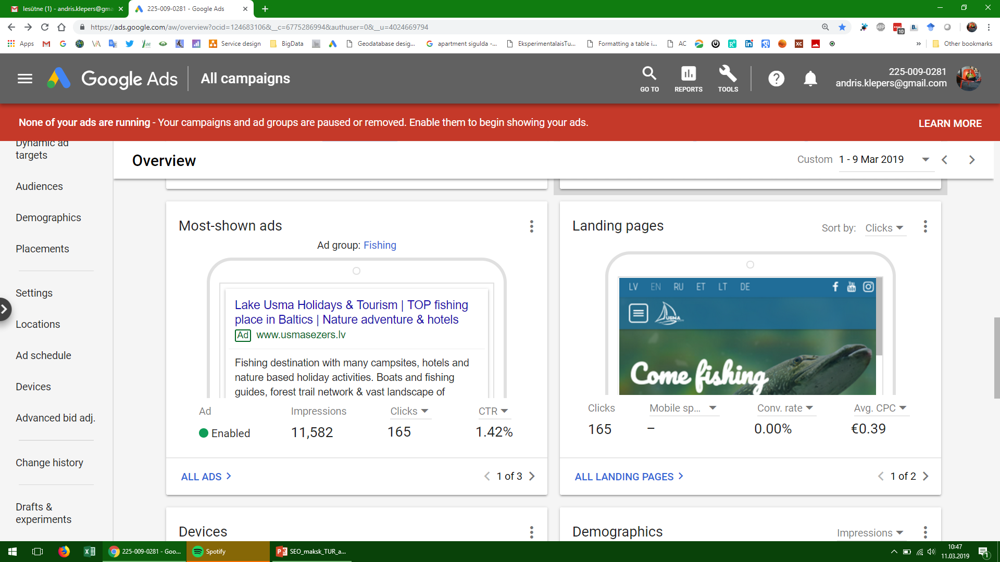 Iesūtne (1) - andris.klepers@gma
225-009-0281 - Google Ads
https://ads.google.com/aw/overview?ocid=124683106&__c=6775286994&authuser=0&__u=4024669794
ABP
10
B.
Apps
Service design
BigData
Geodatabase desig...
apartment sigulda -...
EksperimentalaisTu...
Formatting a table i...
AC
XC
»
Other bookmarks
Google Ads
All campaigns
GO TO
REPORTS
TOOLS
225-009-0281
andris.klepers@gmail.com
None of your ads are running - Your campaigns and ad groups are paused or removed. Enable them to begin showing your ads.
LEARN MORE
Dynamic ad
targets
Audiences
Demographics
Placements
Settings
Locations
Ad schedule
Devices
Advanced bid adj.
Change history
Drafts &
experiments
Overview
Custom 1 - 9 Mar 2019
Most-shown ads
Ad group: Fishing
Lake Usma Holidays & Tourism | TOP fishing
place in Baltics | Nature adventure & hotels
Ad www.usmasezers.lv
Fishing destination with many campsites, hotels and
nature based holiday activities. Boats and fishing
guides, forest trail network & vast landscape of
Ad Impressions Clicks CTR
Enabled 11,582 165 1.42%
ALL ADS
1 of 3
Landing pages
Sort by: Clicks
LV EN RU ET LT DE
USMA
Come fishing
Clicks Mobile sp... Conv. rate Avg. CPC
165 – 0.00% €0.39
ALL LANDING PAGES
1 of 2
Devices
Demographics
Impressions
225-009-0281 - Goo...
Spotify
SEO_maksk_TUR_a...
10:47
11.03.2019
1